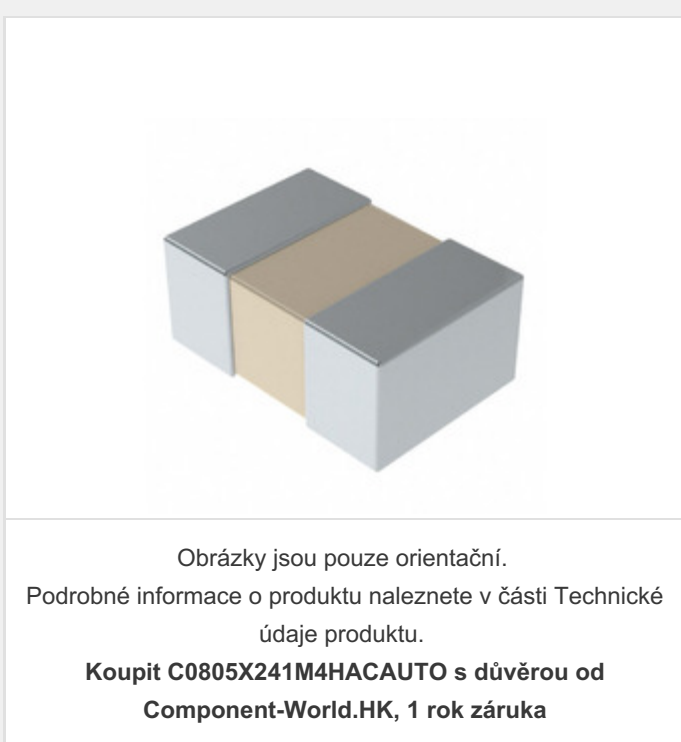 Obrázky jsou pouze orientační.
Podrobné informace o produktu naleznete v části Technické
údaje produktu.
Koupit C0805X241M4HACAUTO s důvěrou od
Component-World.HK, 1 rok záruka